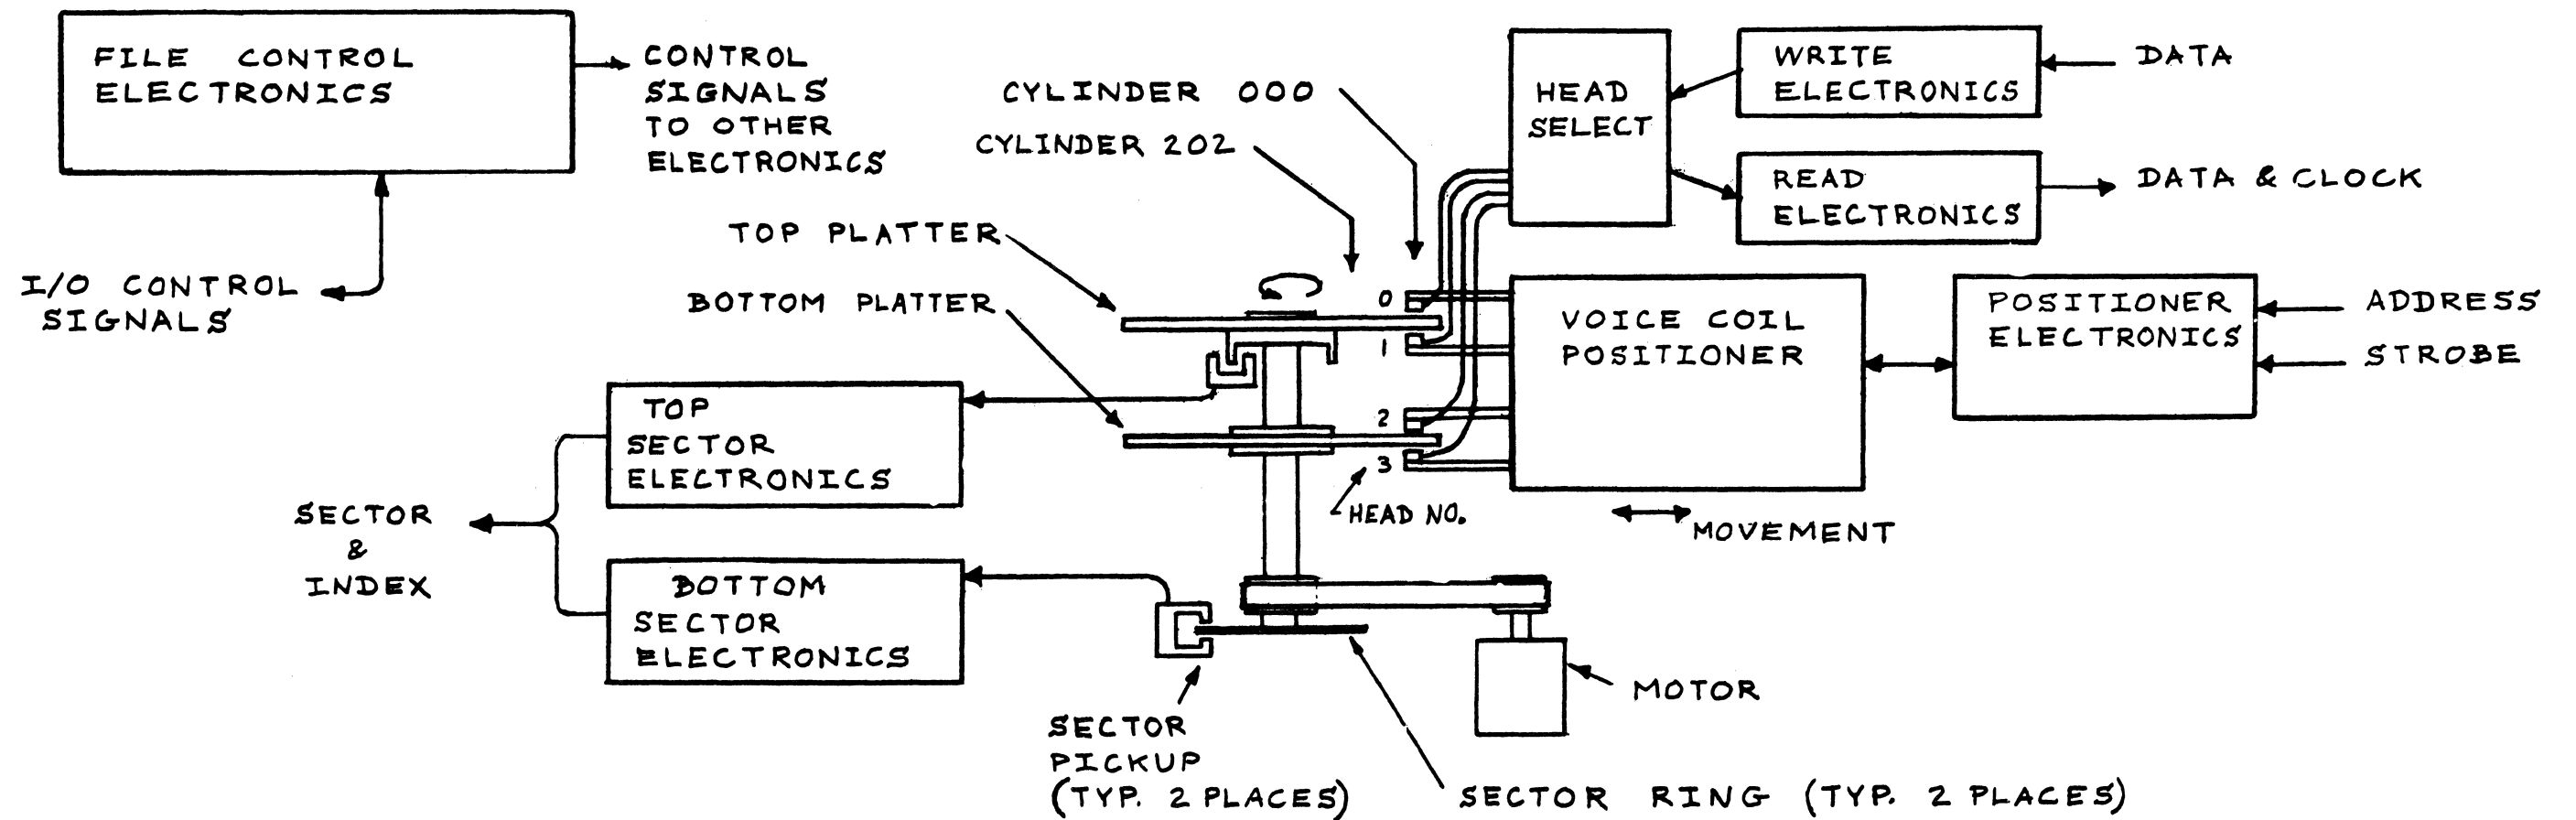 FILE CONTROL
ELECTRONICS
CONTROL
SIGNALS
TO OTHER
ELECTRONICS
I/O CONTROL
SIGNALS
CYLINDER 000
CYLINDER 202
TOP PLATTER
BOTTOM PLATTER
HEAD
SELECT
WRITE
ELECTRONICS
DATA
READ
ELECTRONICS
DATA & CLOCK
0
1
2
3
HEAD NO.
VOICE COIL
POSITIONER
MOVEMENT
POSITIONER
ELECTRONICS
ADDRESS
STROBE
TOP
SECTOR
ELECTRONICS
SECTOR
&
INDEX
BOTTOM
SECTOR
ELECTRONICS
SECTOR
PICKUP
(TYP. 2 PLACES)
SECTOR RING (TYP. 2 PLACES)
MOTOR